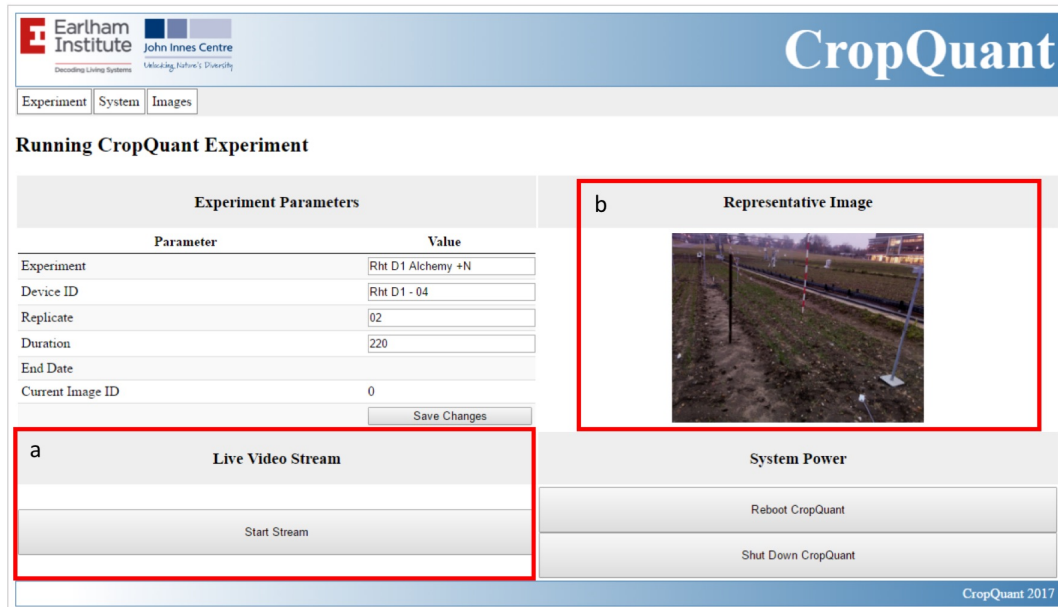 Earlham
Institute
Decoding Living Systems
John Innes Centre
Unlocking Nature's Diversity
CropQuant
Experiment System Images
Running CropQuant Experiment
Experiment Parameters
Parameter Value
Experiment Rht D1 Alchemy +N
Device ID Rht D1 - 04
Replicate 02
Duration 220
End Date
Current Image ID 0
Save Changes
b Representative Image
a Live Video Stream
Start Stream
System Power
Reboot CropQuant
Shut Down CropQuant
CropQuant 2017